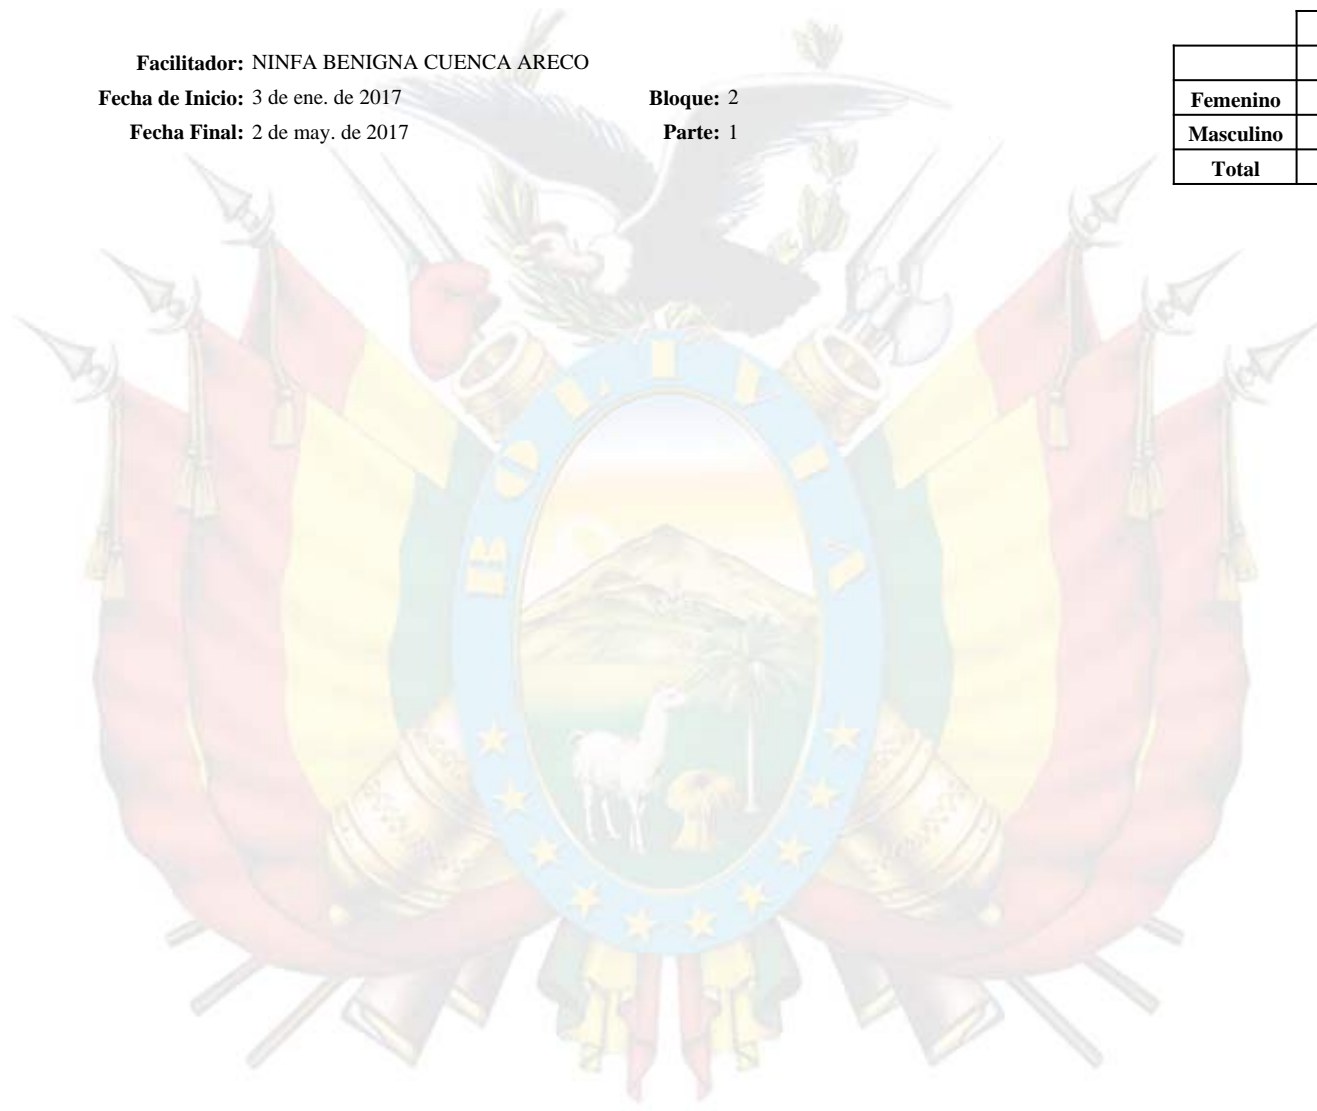 Facilitador: NINFA BENIGNA CUENCA ARECO
Fecha de Inicio: 3 de ene. de 2017 Bloque: 2
Fecha Final: 2 de may. de 2017 Parte: 1
Femenino
Masculino
Total
BOLIVIA